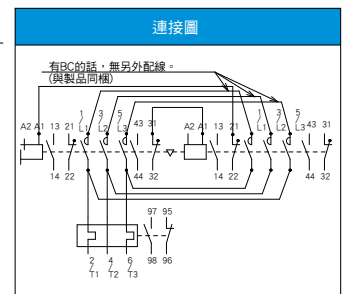 連接圖
有BC的話，無另外配線。
(與製品同梱)
1 3 5 1 3 5
A2 A1 13 21 L1 L2 L3 43 31 A2 A1 13 21 L1 L2 L3 43 31
14 22 44 32 14 22 44 32
97 95
2 4 6 98 96
T1 T2 T3